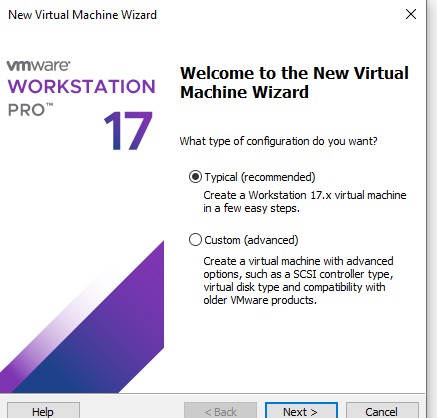 New Virtual Machine Wizard
vmware®
WORKSTATION
PRO™
17
Welcome to the New Virtual
Machine Wizard
What type of configuration do you want?
Typical (recommended)
Create a Workstation 17.x virtual machine
in a few easy steps.
Custom (advanced)
Create a virtual machine with advanced
options, such as a SCSI controller type,
virtual disk type and compatibility with
older VMware products.
Help
< Back
Next >
Cancel